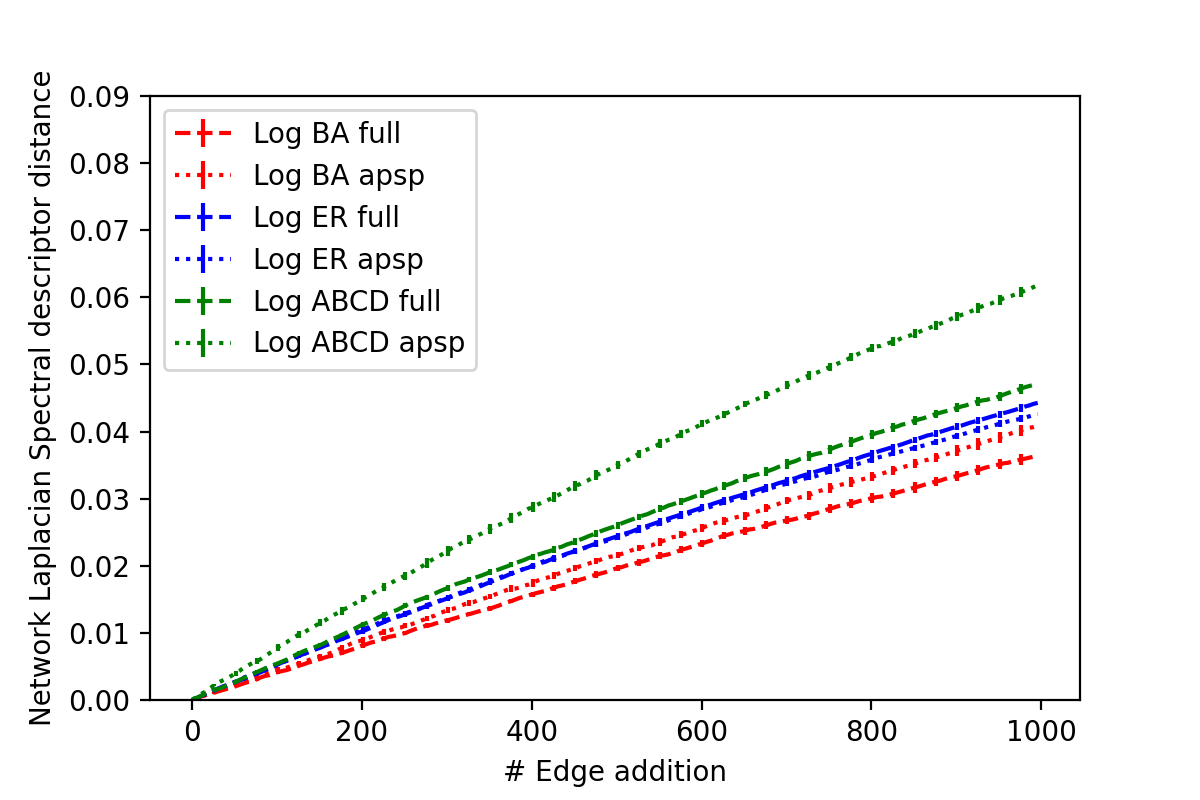 Network Laplacian Spectral descriptor distance
0.09
0.08
0.07
0.06
0.05
0.04
0.03
0.02
0.01
0.00
Log BA full
Log BA apsp
Log ER full
Log ER apsp
Log ABCD full
Log ABCD apsp
0 200 400 600 800 1000
# Edge addition